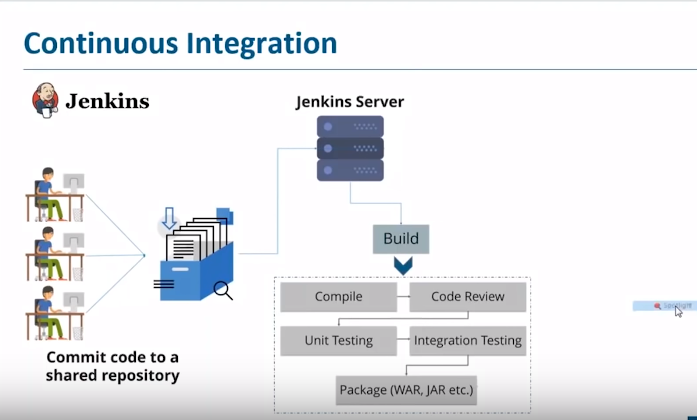 Continuous Integration
Jenkins
Jenkins Server
Build
Compile
Code Review
Unit Testing
Integration Testing
Package (WAR, JAR etc.)
Commit code to a
shared repository